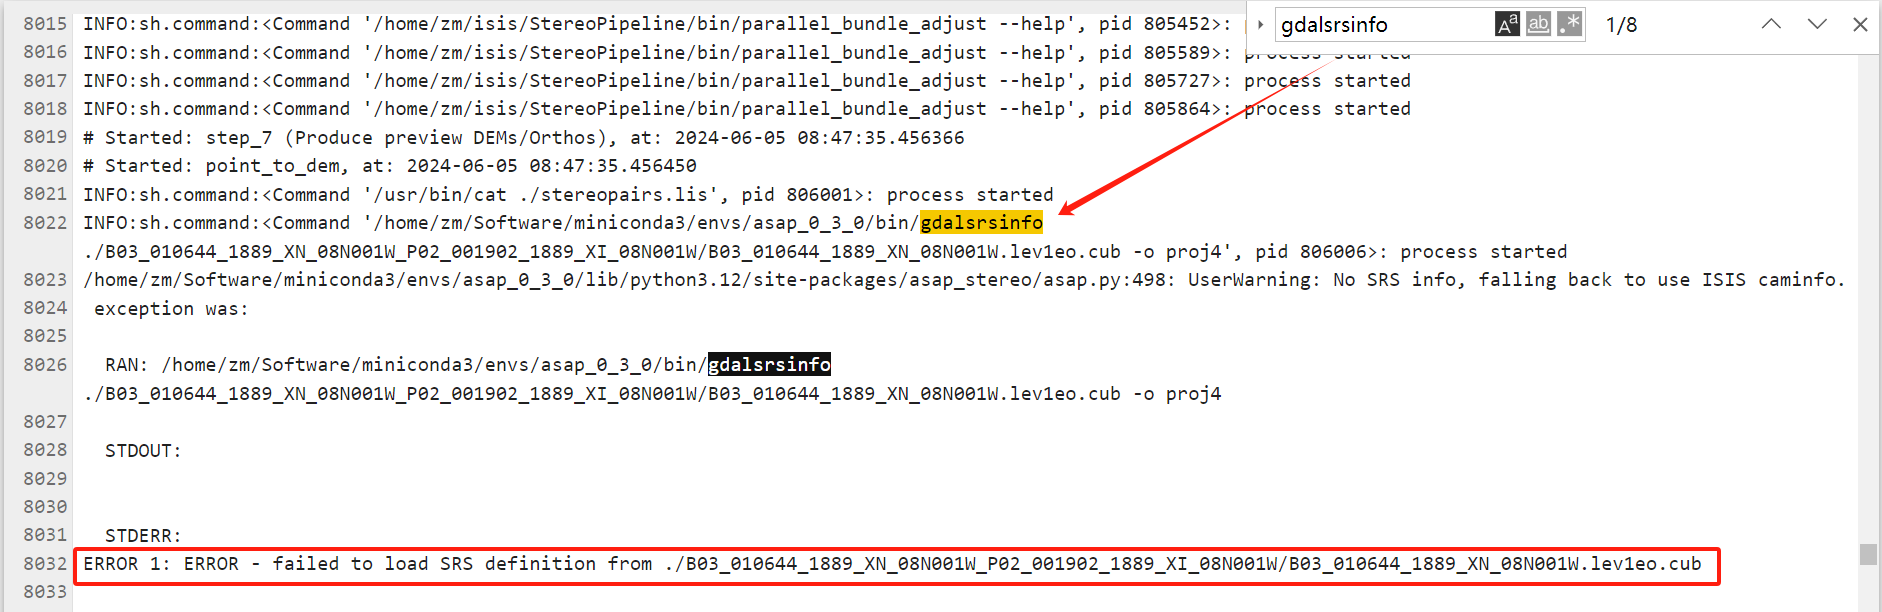 8015 INFO:sh.command:<Command '/home/zm/isis/StereoPipeline/bin/parallel_bundle_adjust --help', pid 805452>:
gdalsrsinfo
Aa
ab
.*
1/8
8016 INFO:sh.command:<Command '/home/zm/isis/StereoPipeline/bin/parallel_bundle_adjust --help', pid 805589>: process started
8017 INFO:sh.command:<Command '/home/zm/isis/StereoPipeline/bin/parallel_bundle_adjust --help', pid 805727>: process started
8018 INFO:sh.command:<Command '/home/zm/isis/StereoPipeline/bin/parallel_bundle_adjust --help', pid 805864>: process started
8019 # Started: step_7 (Produce preview DEMs/Orthos), at: 2024-06-05 08:47:35.456366
8020 # Started: point_to_dem, at: 2024-06-05 08:47:35.456450
8021 INFO:sh.command:<Command '/usr/bin/cat ./stereopairs.lis', pid 806001>: process started
8022 INFO:sh.command:<Command '/home/zm/Software/miniconda3/envs/asap_0_3_0/bin/gdalsrsinfo
./B03_010644_1889_XN_08N001W_P02_001902_1889_XI_08N001W/B03_010644_1889_XN_08N001W.lev1eo.cub -o proj4', pid 806006>: process started
8023 /home/zm/Software/miniconda3/envs/asap_0_3_0/lib/python3.12/site-packages/asap_stereo/asap.py:498: UserWarning: No SRS info, falling back to use ISIS caminfo.
8024 exception was:
8025
8026 RAN: /home/zm/Software/miniconda3/envs/asap_0_3_0/bin/gdalsrsinfo
./B03_010644_1889_XN_08N001W_P02_001902_1889_XI_08N001W/B03_010644_1889_XN_08N001W.lev1eo.cub -o proj4
8027
8028 STDOUT:
8029
8030
8031 STDERR:
8032 ERROR 1: ERROR - failed to load SRS definition from ./B03_010644_1889_XN_08N001W_P02_001902_1889_XI_08N001W/B03_010644_1889_XN_08N001W.lev1eo.cub
8033